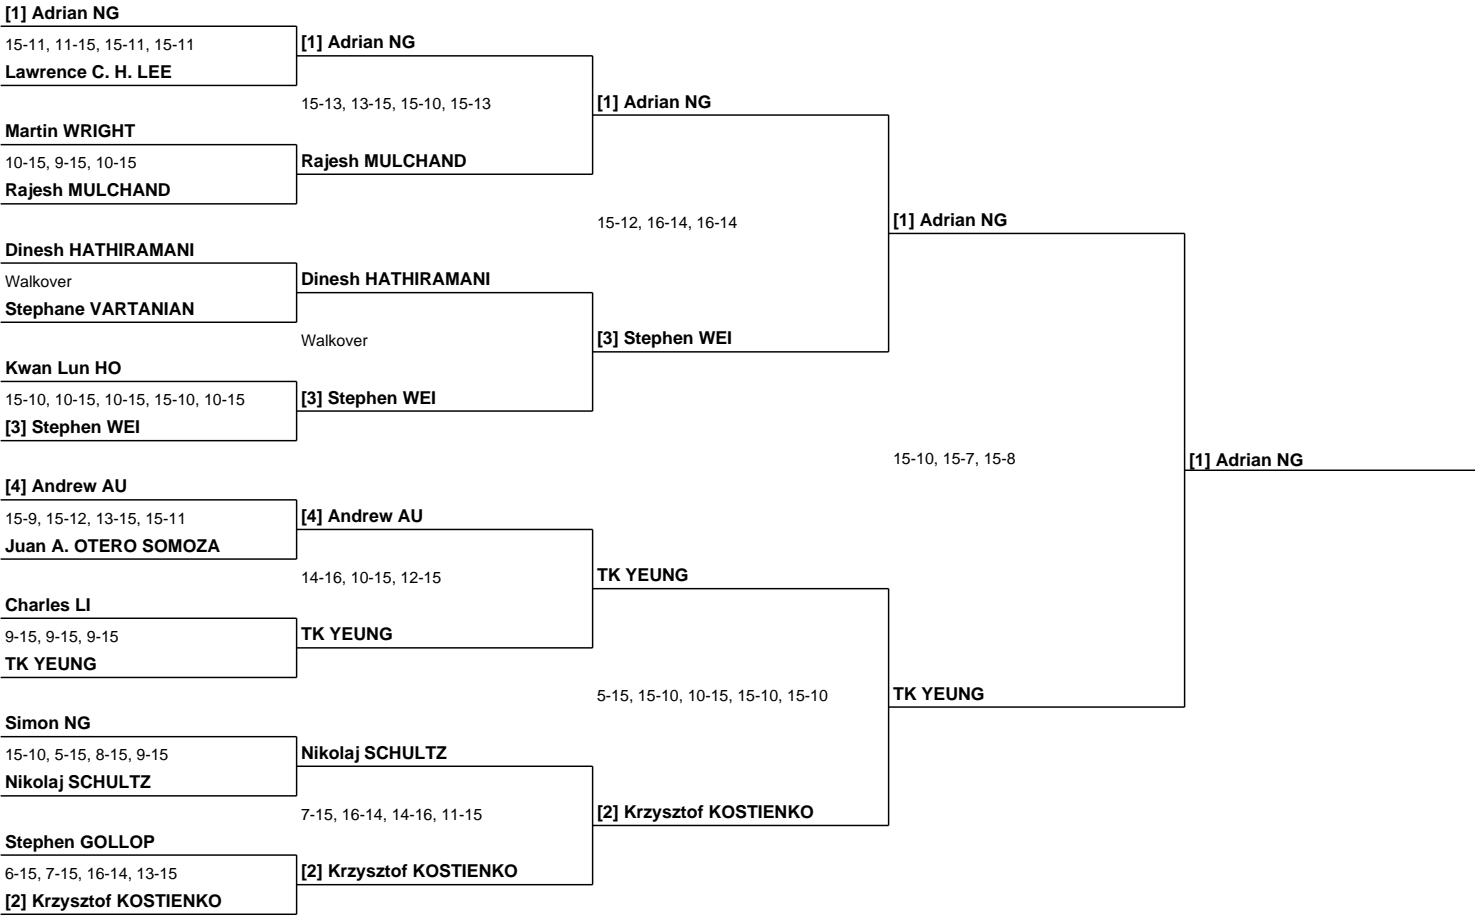 [1] Adrian NG
15-11, 11-15, 15-11, 15-11
Lawrence C. H. LEE
Martin WRIGHT
10-15, 9-15, 10-15
Rajesh MULCHAND
Dinesh HATHIRAMANI
Walkover
Stephane VARTANIAN
Kwan Lun HO
15-10, 10-15, 10-15, 15-10, 10-15
[3] Stephen WEI
[4] Andrew AU
15-9, 15-12, 13-15, 15-11
Juan A. OTERO SOMOZA
Charles LI
9-15, 9-15, 9-15
TK YEUNG
Simon NG
15-10, 5-15, 8-15, 9-15
Nikolaj SCHULTZ
Stephen GOLLOP
6-15, 7-15, 16-14, 13-15
[2] Krzysztof KOSTIENKO
[1] Adrian NG
15-13, 13-15, 15-10, 15-13
Rajesh MULCHAND
Dinesh HATHIRAMANI
Walkover
[3] Stephen WEI
[4] Andrew AU
14-16, 10-15, 12-15
TK YEUNG
Nikolaj SCHULTZ
7-15, 16-14, 14-16, 11-15
[2] Krzysztof KOSTIENKO
[1] Adrian NG
15-12, 16-14, 16-14
[3] Stephen WEI
TK YEUNG
5-15, 15-10, 10-15, 15-10, 15-10
[2] Krzysztof KOSTIENKO
[1] Adrian NG
15-10, 15-7, 15-8
TK YEUNG
[1] Adrian NG